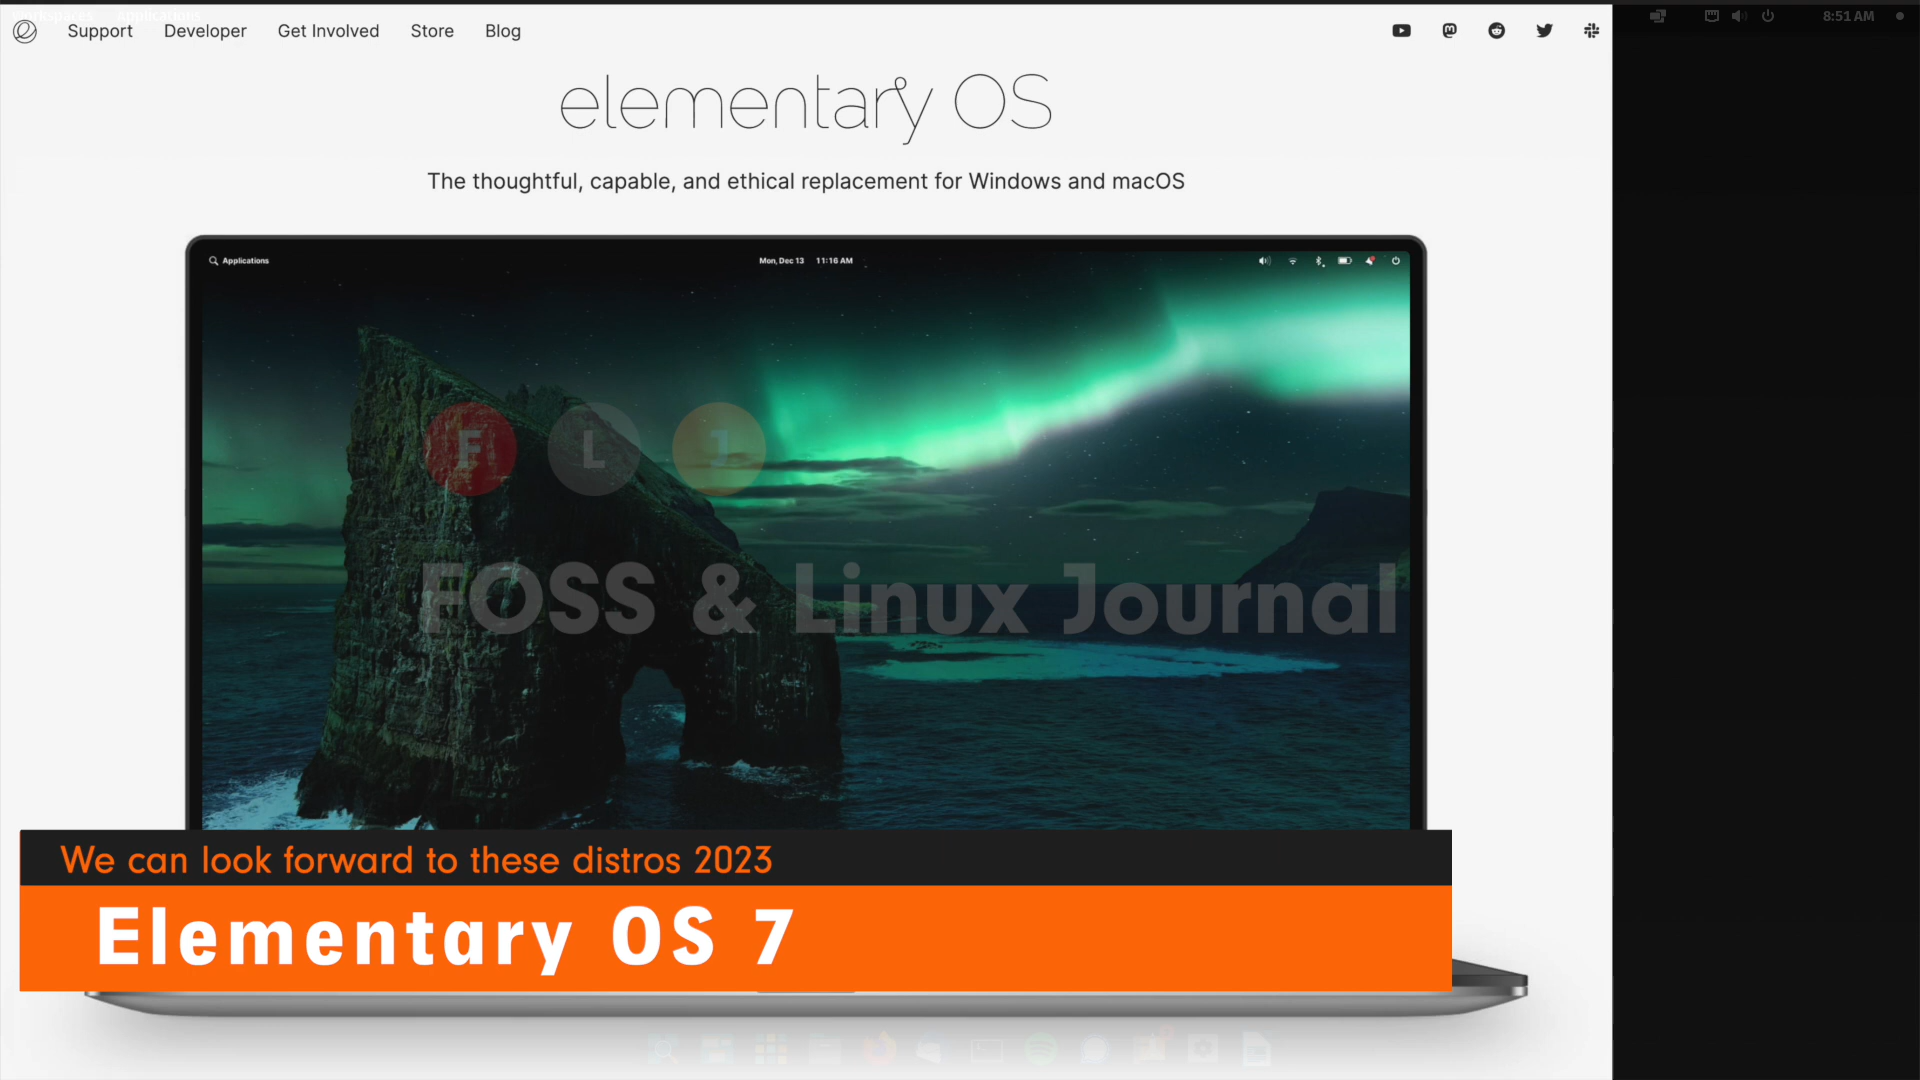 Workspaces Applications
8:51 AM
Support Developer Get Involved Store Blog
elementary OS
The thoughtful, capable, and ethical replacement for Windows and macOS
Applications Mon, Dec 13 11:16 AM
F L J
FOSS & Linux Journal
We can look forward to these distros 2023
Elementary OS 7